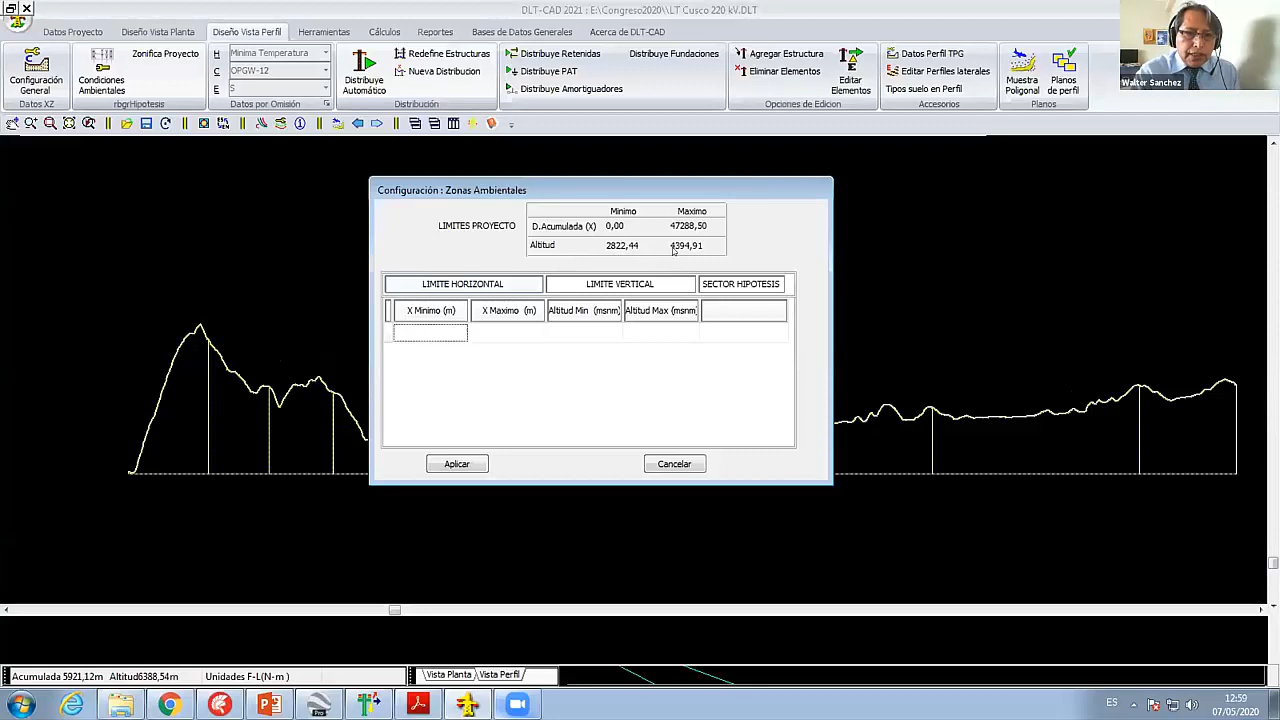 DLT-CAD 2021 : E:\Congreso2020\\LT Cusco 220 kV.DLT
Datos Proyecto
Diseño Vista Planta
Diseño Vista Perfil
Herramientas
Cálculos
Reportes
Bases de Datos Generales
Acerca de DLT-CAD
Configuración General
Datos XZ
Zonifica Proyecto
Condiciones Ambientales
rbgrHipotesis
H Minima Temperatura
C OPGW-12
E S
Datos por Omisión
Distribuye Automático
Redefine Estructuras
Nueva Distribucion
Distribución
Distribuye Retenidas
Distribuye PAT
Distribuye Amortiguadores
Distribuye Fundaciones
Agregar Estructura
Eliminar Elementos
Editar Elementos
Opciones de Edicion
Datos Perfil TPG
Editar Perfiles laterales
Tipos suelo en Perfil
Accesorios
Muestra Poligonal
Planos de perfil
Planos
Walter Sanchez
Configuración : Zonas Ambientales
Minimo Maximo
LIMITES PROYECTO
D.Acumulada (X) 0,00 47288,50
Altitud 2822,44 4394,91
LIMITE HORIZONTAL LIMITE VERTICAL SECTOR HIPOTESIS
X Minimo (m) X Maximo (m) Altitud Min (msnm) Altitud Max (msnm)
Aplicar Cancelar
Acumulada 5921,12m Altitud6388,54m Unidades F-L(N-m )
Vista Planta Vista Perfil
Pro
ES
12:59
07/05/2020